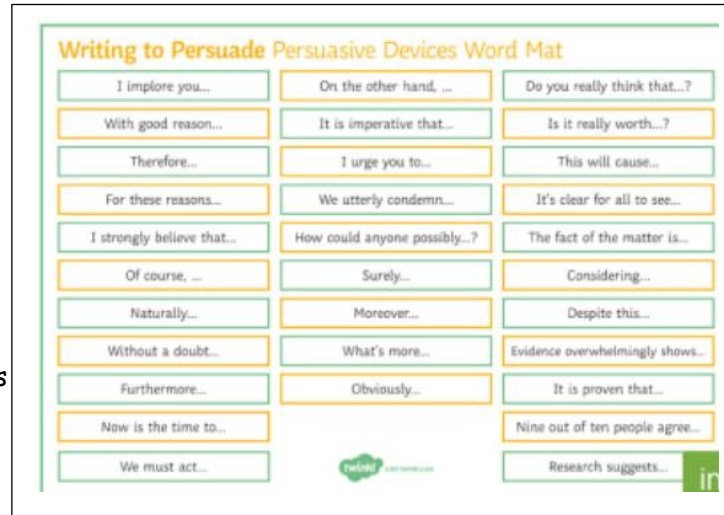 Writing to Persuade Persuasive Devices Word Mat
I implore you...
With good reason...
Therefore...
For these reasons...
I strongly believe that...
Of course, ...
Naturally...
Without a doubt...
Furthermore...
Now is the time to...
We must act...
On the other hand, ...
It is imperative that...
I urge you to...
We utterly condemn...
How could anyone possibly...?
Surely...
Moreover...
What's more...
Obviously...
twinkl
Do you really think that...?
Is it really worth...?
This will cause...
It's clear for all to see...
The fact of the matter is...
Considering...
Despite this...
Evidence overwhelmingly shows...
It is proven that...
Nine out of ten people agree...
Research suggests...
in
s